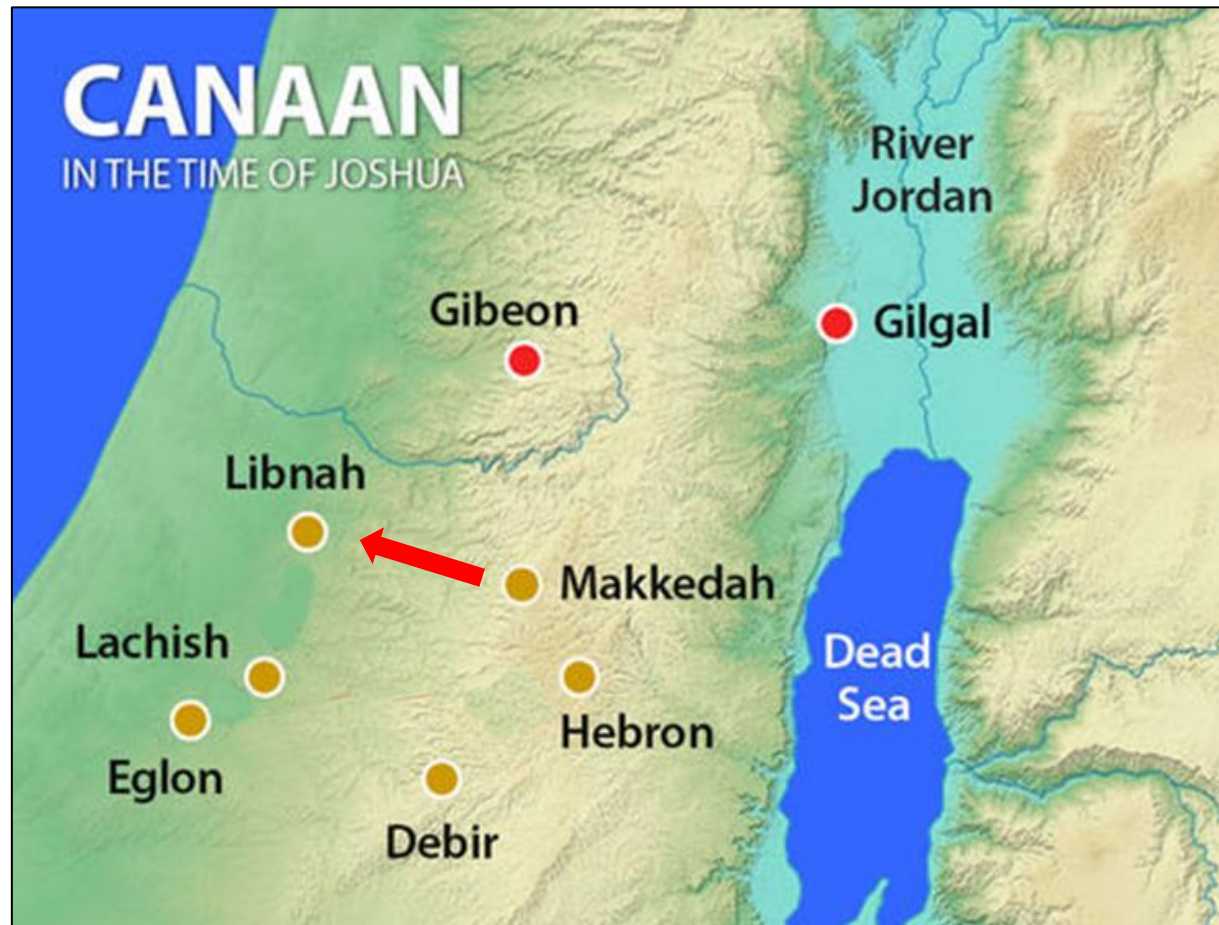 CANAAN
IN THE TIME OF JOSHUA
River
Jordan
Gibeon
Gilgal
Libnah
Makkedah
Lachish
Dead
Sea
Hebron
Eglon
Debir